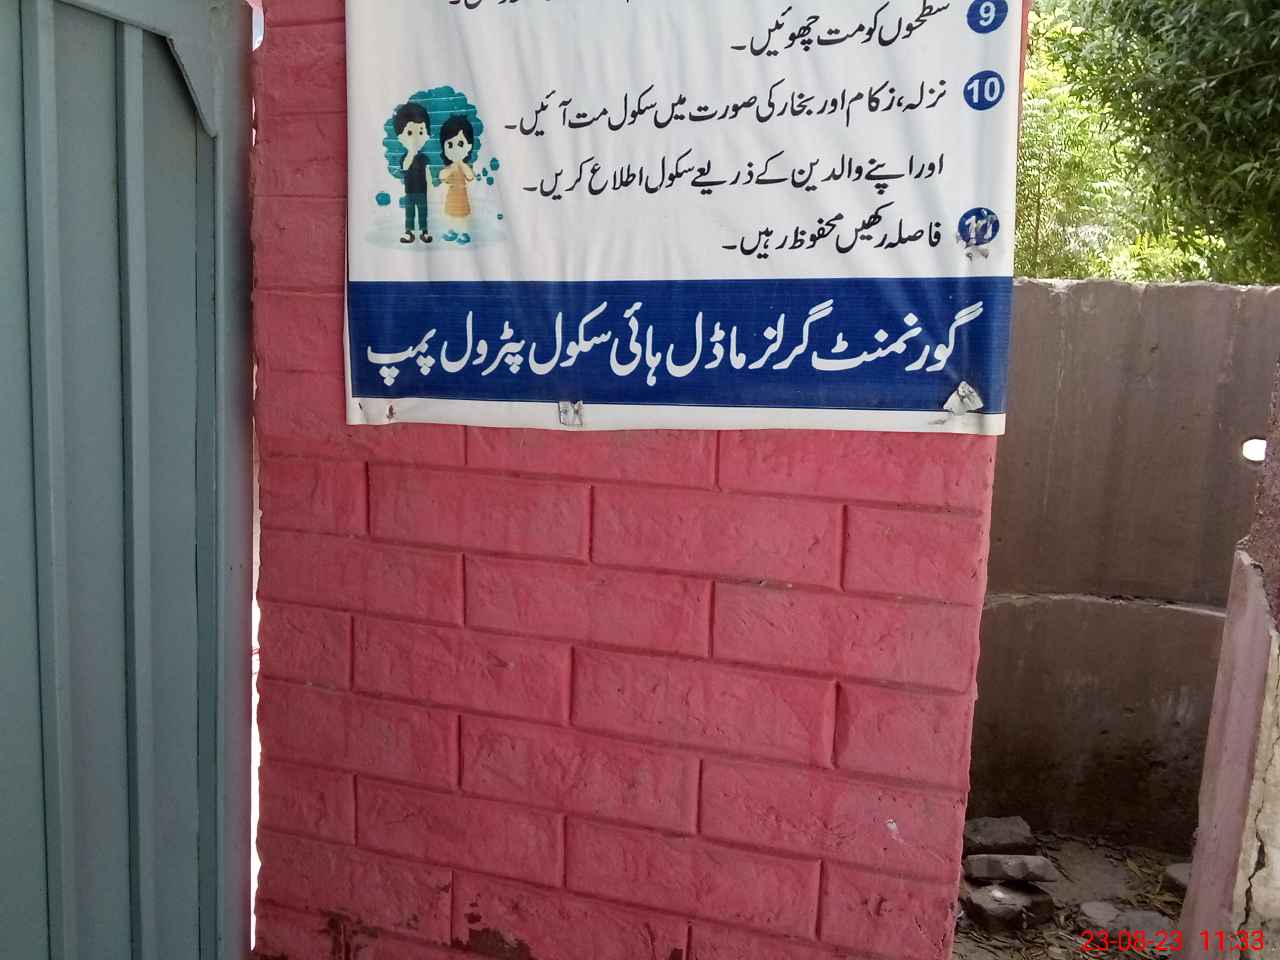 9 سطحوں کو مت چھوئیں۔
10 نزلہ، زکام اور بخار کی صورت میں سکول مت آئیں۔
اور اپنے والدین کے ذریعے سکول اطلاع کریں۔
11 فاصلہ رکھیں محفوظ رہیں۔
گورنمنٹ گرلز ماڈل ہائی سکول پٹرول پمپ
23-08-23 11:33